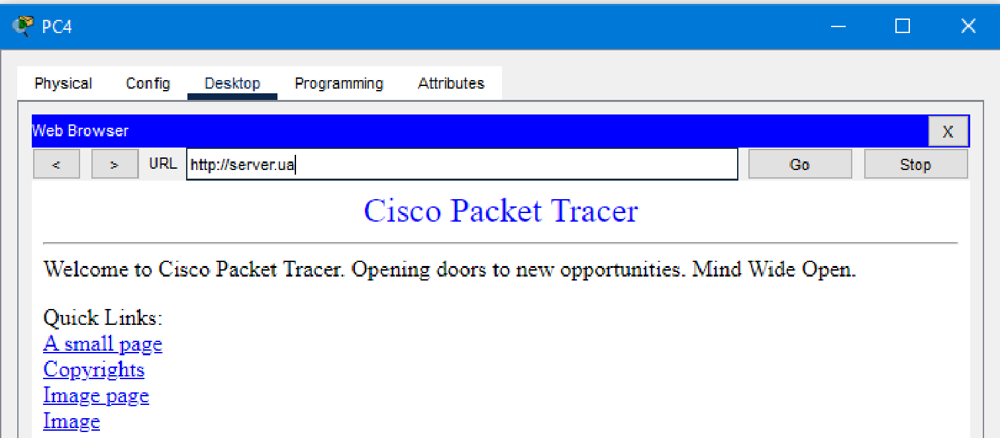 PC4
Physical Config Desktop Programming Attributes
Web Browser X
< > URL http://server.ua Go Stop
Cisco Packet Tracer
Welcome to Cisco Packet Tracer. Opening doors to new opportunities. Mind Wide Open.
Quick Links:
A small page
Copyrights
Image page
Image